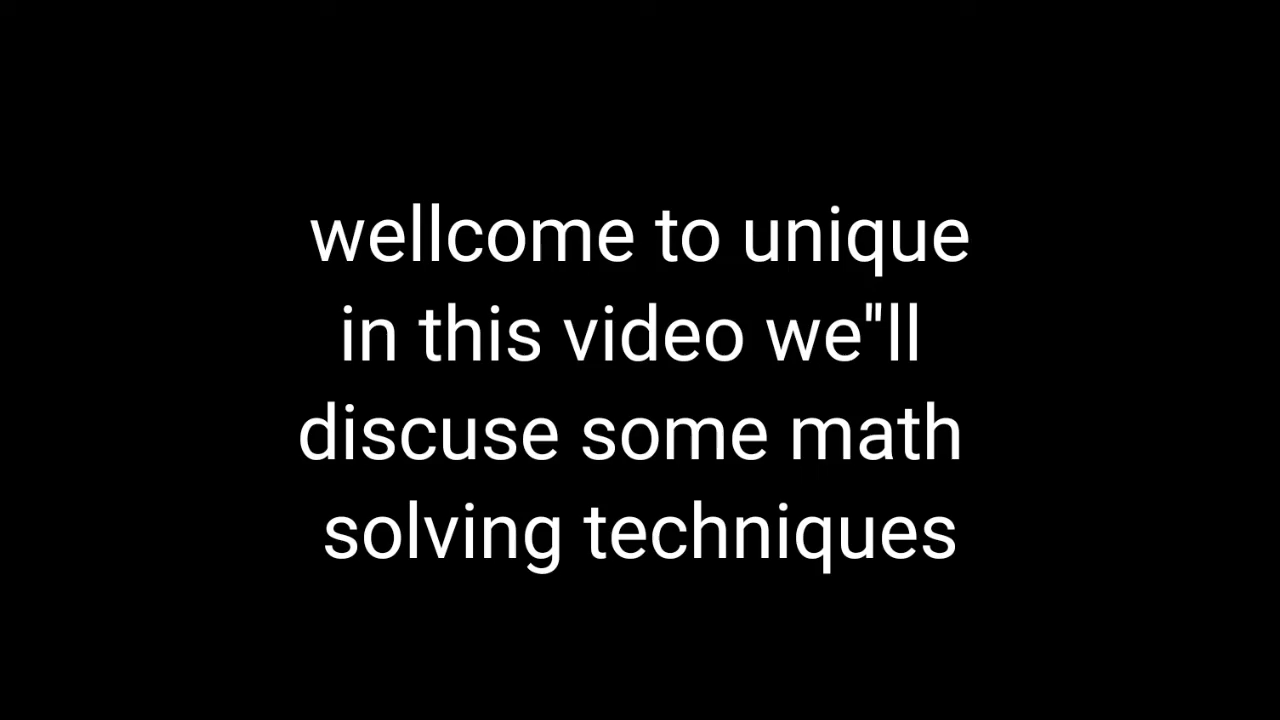 wellcome to unique
in this video we"ll
discuse some math
solving techniques